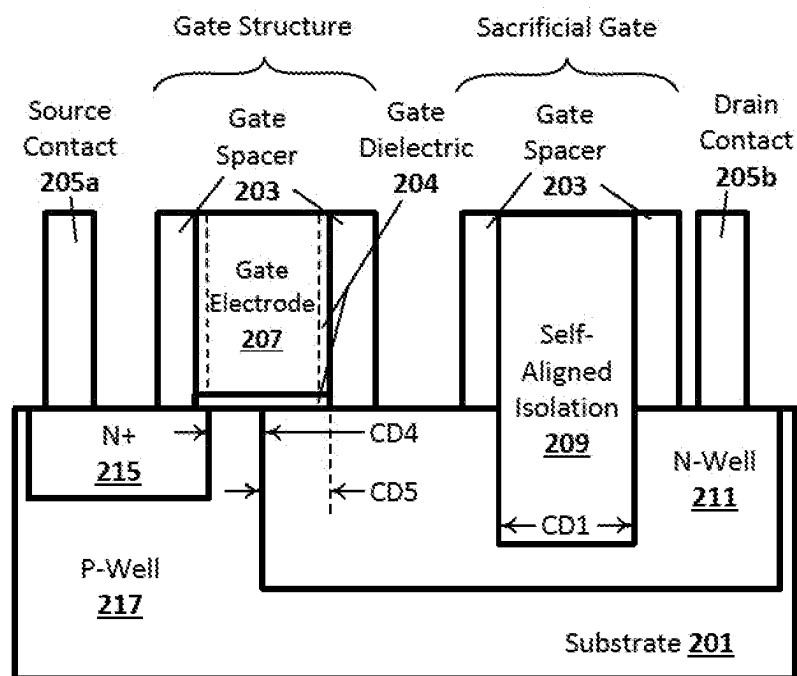 Gate Structure
Sacrificial Gate
Source
Contact
205a
Gate
Spacer
203
Gate
Dielectric
204
Gate
Spacer
203
Drain
Contact
205b
Gate
Electrode
207
Self-
Aligned
Isolation
209
N+
215
CD4
CD5
CD1
N-Well
211
P-Well
217
Substrate 201